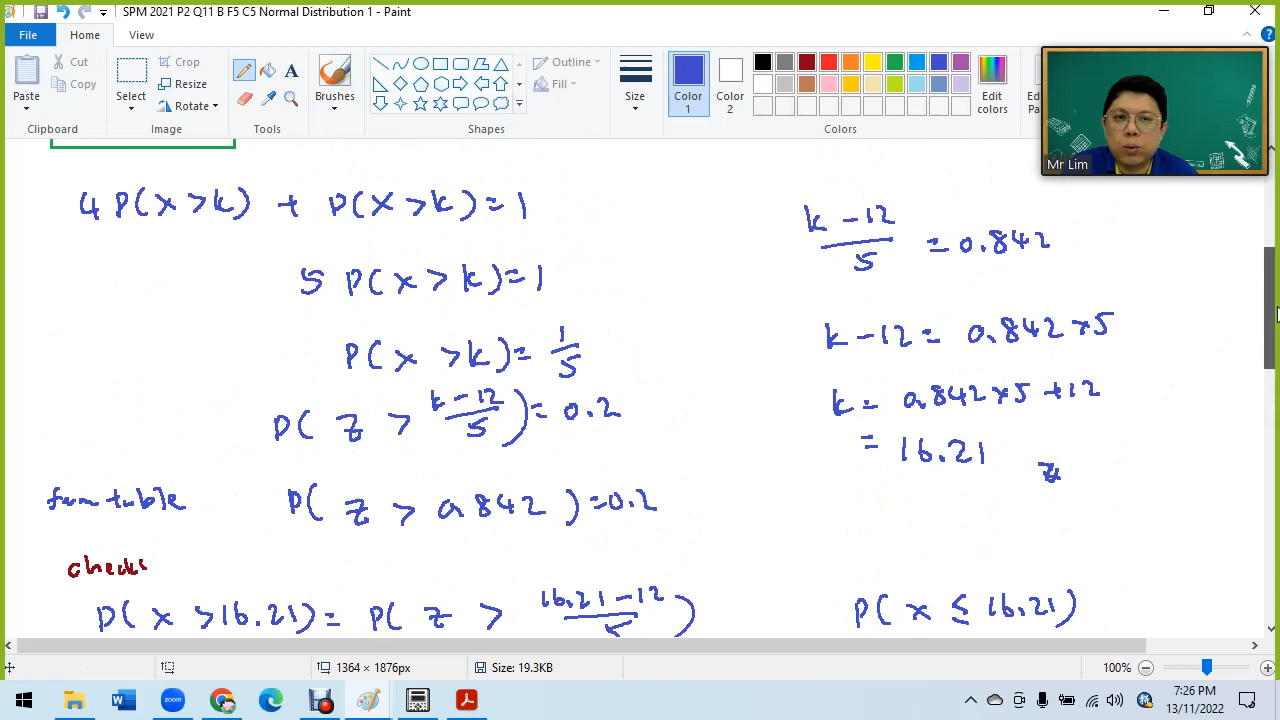 SPM 2021 P2 Q11 B F5 C5 Normal Distribution 1 - Paint
File Home View
Cut
Copy
Paste
Clipboard
Crop
Resize
Rotate
Select
Image
Tools
Brushes
Outline
Fill
Shapes
Size
Color 1
Color 2
Edit colors
Colors
Mr Lim
4 P(X > k) + P(X > k) = 1
5 P(X > k) = 1
P(X > k) = 1/5
P( Z > (k - 12)/5 ) = 0.2
from table P( Z > 0.842 ) = 0.2
checks
P( X > 16.21) = P( Z > (16.21 - 12)/5 )
(k - 12)/5 = 0.842
k - 12 = 0.842 × 5
k = 0.842 × 5 + 12
= 16.21
P( X ≤ 16.21)
1364 × 1876px
Size: 19.3KB
100%
7:26 PM
13/11/2022